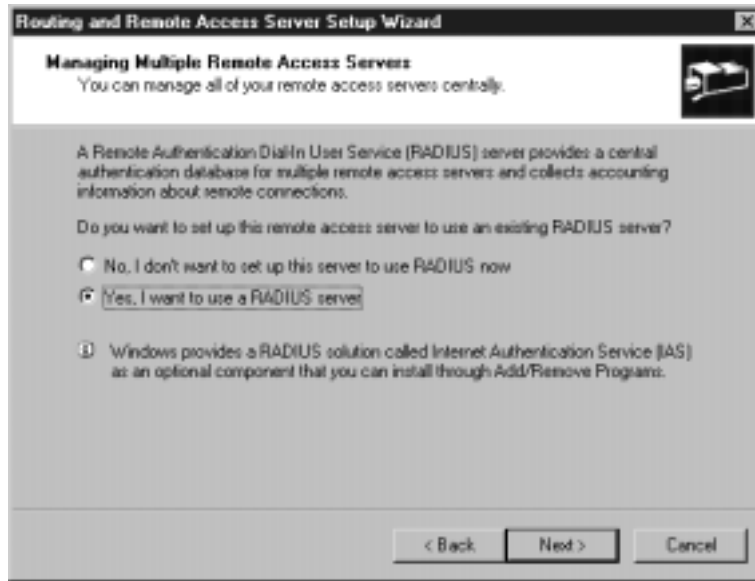 Routing and Remote Access Server Setup Wizard
Managing Multiple Remote Access Servers
You can manage all of your remote access servers centrally.
A Remote Authentication Dial-In User Service (RADIUS) server provides a central
authentication database for multiple remote access servers and collects accounting
information about remote connections.
Do you want to set up this remote access server to use an existing RADIUS server?
No, I don't want to set up this server to use RADIUS now
Yes, I want to use a RADIUS server
Windows provides a RADIUS solution called Internet Authentication Service (IAS)
as an optional component that you can install through Add/Remove Programs.
< Back
Next >
Cancel